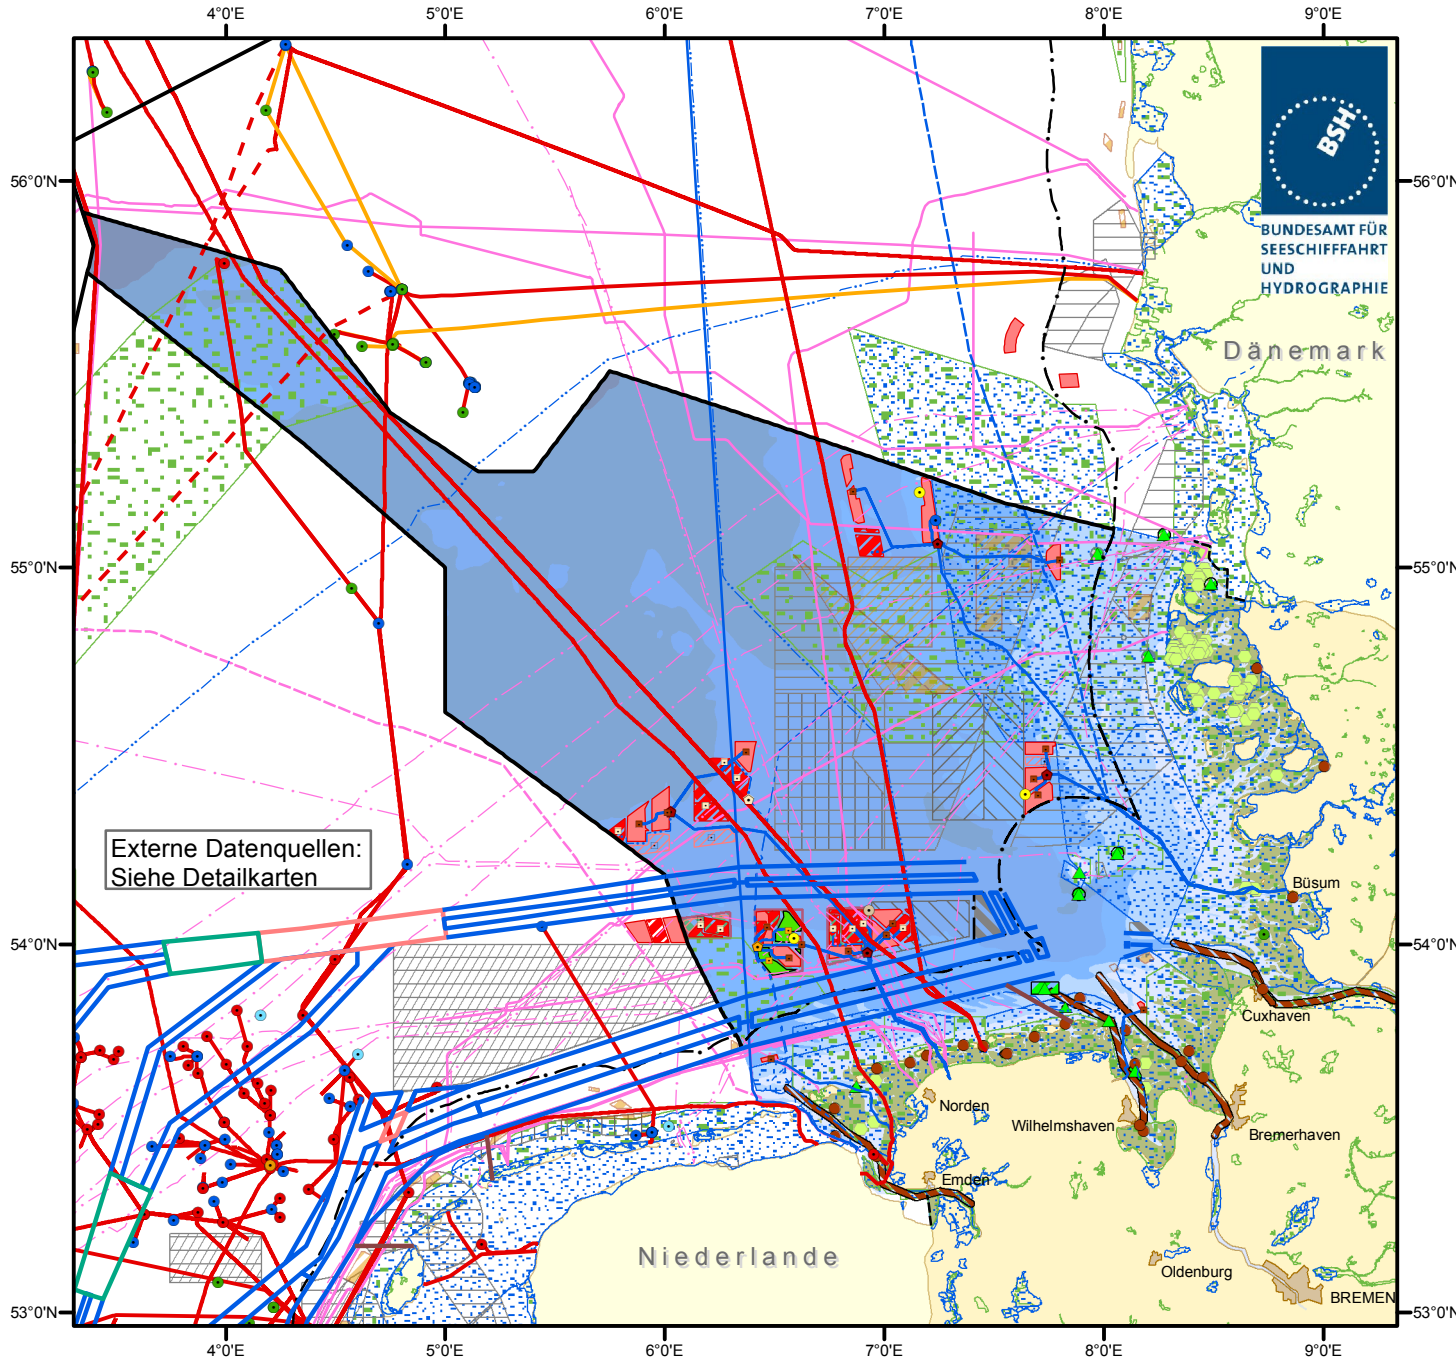 4°0'E 5°0'E 6°0'E 7°0'E 8°0'E 9°0'E
BSH
56°0'N 56°0'N
BUNDESAMT FÜR
SEESCHIFFFAHRT
UND
HYDROGRAPHIE
Dänemark
55°0'N 55°0'N
Externe Datenquellen:
Siehe Detailkarten
Büsum
54°0'N 54°0'N
Cuxhaven
Norden
Wilhelmshaven
Bremerhaven
Emden
Niederlande
Oldenburg
BREMEN
53°0'N 53°0'N
4°0'E 5°0'E 6°0'E 7°0'E 8°0'E 9°0'E